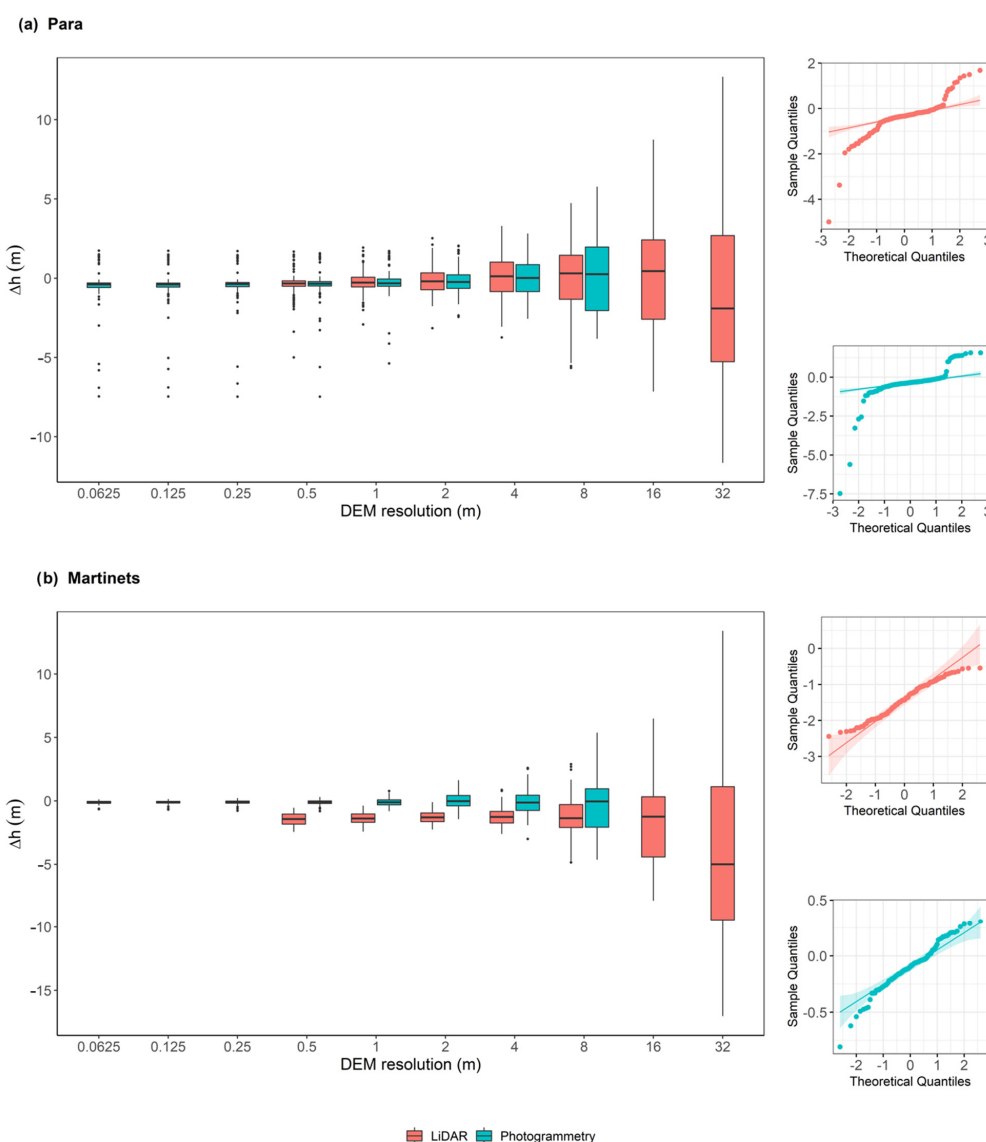 (a) Para
Δh (m)
10
5
0
−5
−10
0.0625 0.125 0.25 0.5 1 2 4 8 16 32
DEM resolution (m)
Sample Quantiles
2
0
-2
-4
-3 -2 -1 0 1 2 3
Theoretical Quantiles
Sample Quantiles
0.0
-2.5
-5.0
-7.5
-3 -2 -1 0 1 2 3
Theoretical Quantiles
(b) Martinets
Δh (m)
10
5
0
−5
−10
−15
0.0625 0.125 0.25 0.5 1 2 4 8 16 32
DEM resolution (m)
Sample Quantiles
0
-1
-2
-3
-2 -1 0 1 2
Theoretical Quantiles
Sample Quantiles
0.5
0.0
-0.5
-2 -1 0 1 2
Theoretical Quantiles
LiDAR Photogrammetry